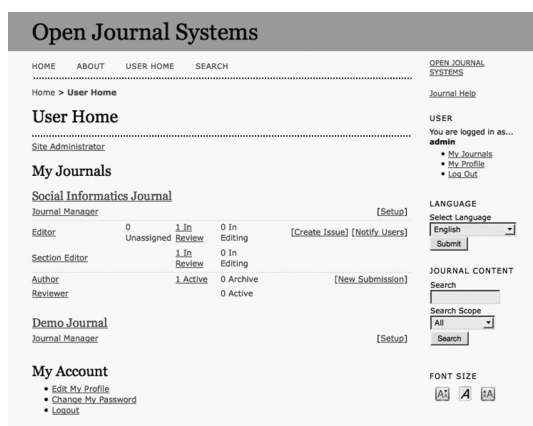 Open Journal Systems
HOME ABOUT USER HOME SEARCH
Home > User Home
User Home
Site Administrator
My Journals
Social Informatics Journal
Journal Manager [Setup]
Editor 0 Unassigned 1 In Review 0 In Editing [Create Issue] [Notify Users]
Section Editor 1 In Review 0 In Editing
Author 1 Active 0 Archive [New Submission]
Reviewer 0 Active
Demo Journal
Journal Manager [Setup]
My Account
• Edit My Profile
• Change My Password
• Logout
OPEN JOURNAL
SYSTEMS
Journal Help
USER
You are logged in as...
admin
• My Journals
• My Profile
• Log Out
LANGUAGE
Select Language
English
Submit
JOURNAL CONTENT
Search
Search Scope
All
Search
FONT SIZE
A A A